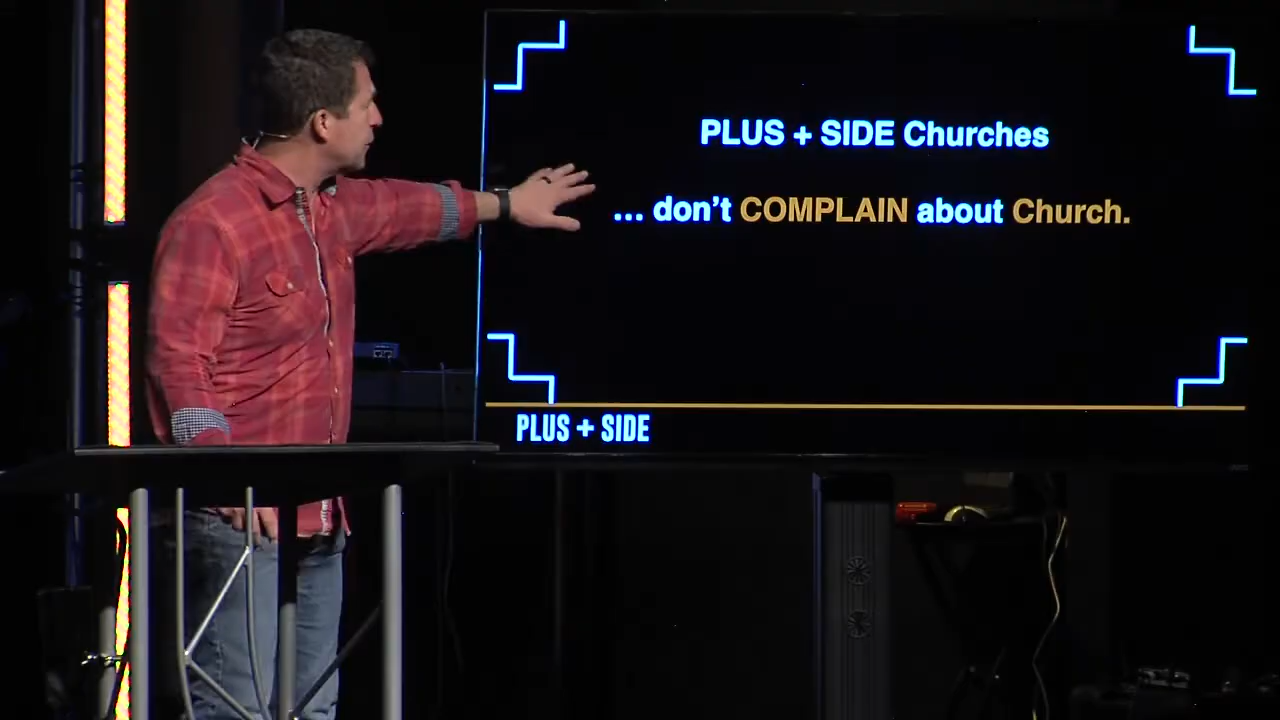 PLUS + SIDE Churches
... don't COMPLAIN about Church.
PLUS + SIDE